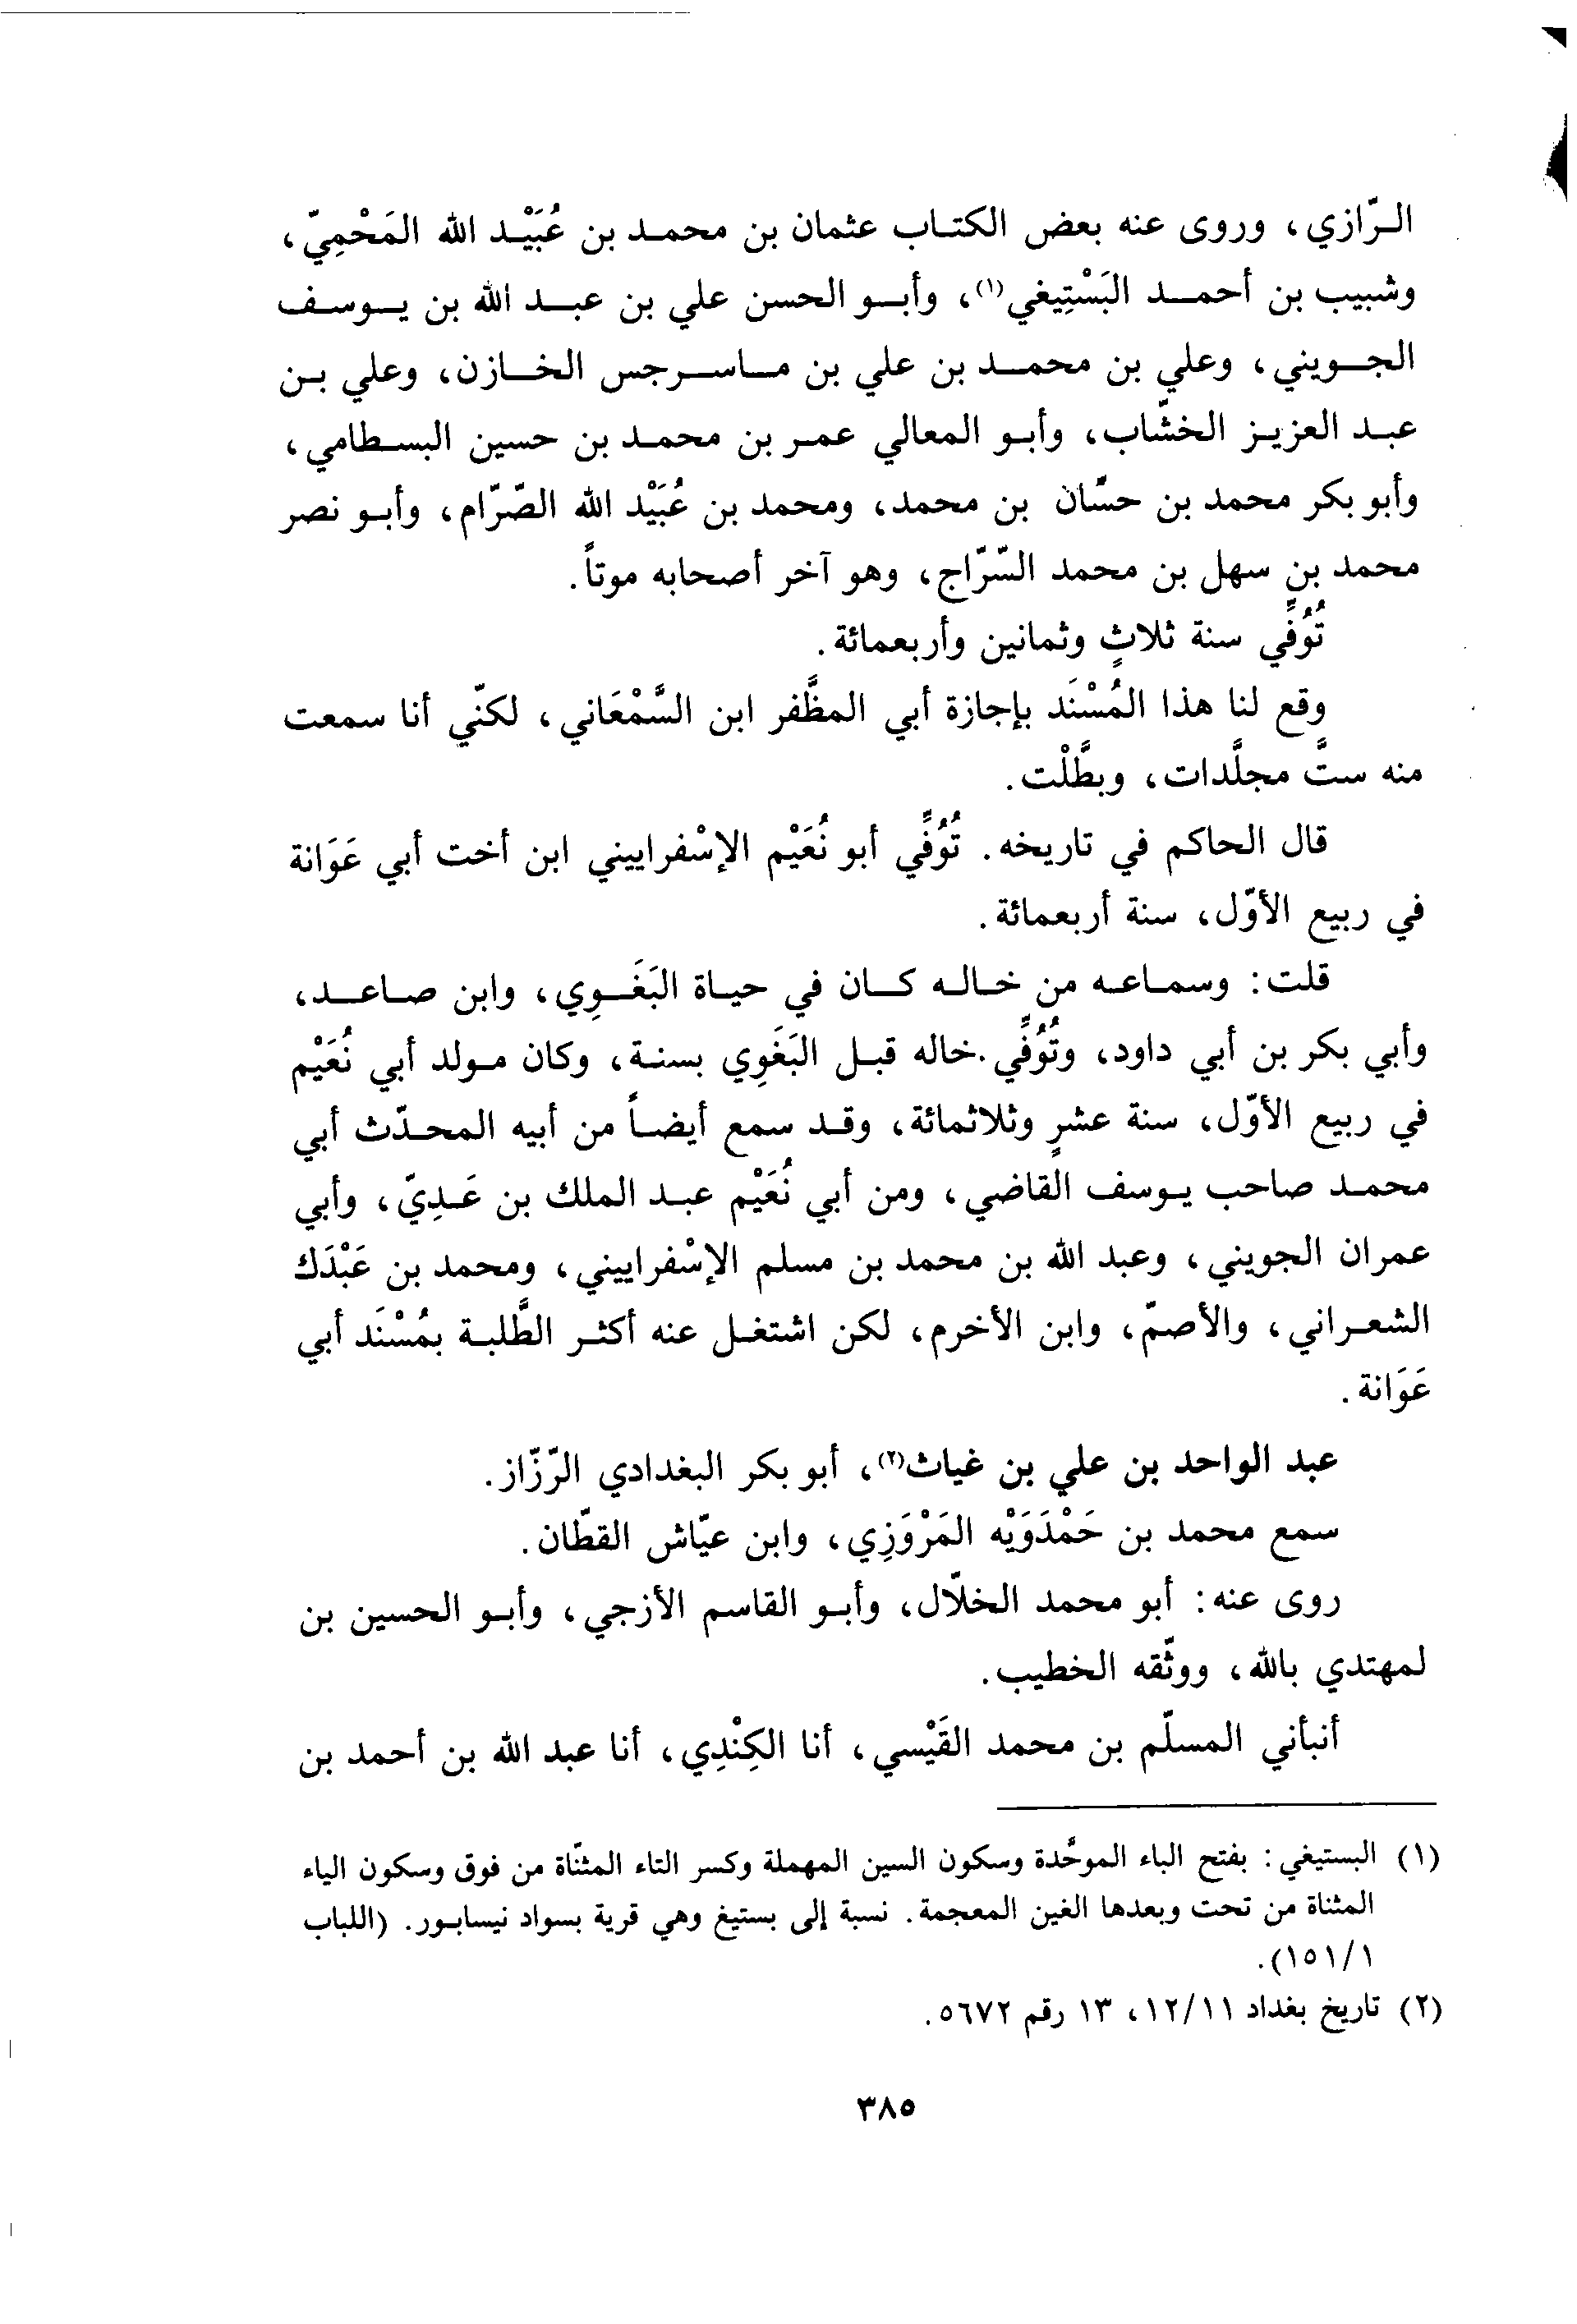 الرّازي، وروى عنه بعض الكتاب عثمان بن محمد بن عُبَيْد الله المَحْمِيّ،
وشبيب بن أحمد البَسْتِيغي(١)، وأبو الحسن علي بن عبد الله بن يوسف
الجويني، وعلي بن محمد بن علي بن ماسرجس الخازن، وعلي بن
عبد العزيز الخشّاب، وأبو المعالي عمر بن محمد بن حسين البسطامي،
وأبو بكر محمد بن حسَّان بن محمد، ومحمد بن عُبَيْد الله الصّرّام، وأبو نصر
محمد بن سهل بن محمد السّرّاج، وهو آخر أصحابه موتاً.
تُوُفِّي سنة ثلاثٍ وثمانين وأربعمائة.
وقع لنا هذا المُسْنَد بإجازة أبي المظَّفر ابن السَّمْعَاني، لكنّي أنا سمعت
منه ستَّ مجلَّدات، وبطَّلْت.
قال الحاكم في تاريخه. تُوُفِّي أبو نُعَيْم الإسْفراييني ابن أخت أبي عَوَانة
في ربيع الأوّل، سنة أربعمائة.
قلت: وسماعه من خاله كان في حياة البَغَوِي، وابن صاعد،
وأبي بكر بن أبي داود، وتُوُفِّي.خاله قبل البَغَوِي بسنة، وكان مولد أبي نُعَيْم
في ربيع الأوّل، سنة عشرٍ وثلاثمائة، وقد سمع أيضاً من أبيه المحدّث أبي
محمد صاحب يوسف القاضي، ومن أبي نُعَيْم عبد الملك بن عَدِيّ، وأبي
عمران الجويني، وعبد الله بن محمد بن مسلم الإسْفراييني، ومحمد بن عَبْدَك
الشعراني، والأصمّ، وابن الأخرم، لكن اشتغل عنه أكثر الطَّلبة بمُسْنَد أبي
عَوَانة.
عبد الواحد بن علي بن غياث(٢)، أبو بكر البغدادي الرّزّاز.
سمع محمد بن حَمْدَوَيْه المَرْوَزِي، وابن عيّاش القطّان.
روى عنه: أبو محمد الخلّال، وأبو القاسم الأزجي، وأبو الحسين بن
لمهتدي بالله، ووثّقه الخطيب.
أنبأني المسلّم بن محمد القَيْسي، أنا الكِنْدِي، أنا عبد الله بن أحمد بن
(١) البستيغي: بفتح الباء الموحَّدة وسكون السين المهملة وكسر التاء المثنّاة من فوق وسكون الياء
المثناة من تحت وبعدها الغين المعجمة. نسبة إلى بستيغ وهي قرية بسواد نيسابور. (اللباب
١/١٥١).
(٢) تاريخ بغداد ١٢/١١، ١٣ رقم ٥٦٧٢.
٣٨٥